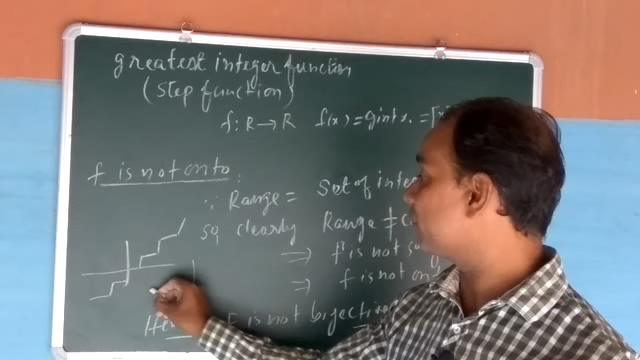 greatest integer function
(Step function)
f: R → R f(x) = gint x. = [x]
f is not onto:
∵ Range = Set of inte
so clearly Range ≠ C
⇒ f is not su
⇒ f is not on
F is not bijective